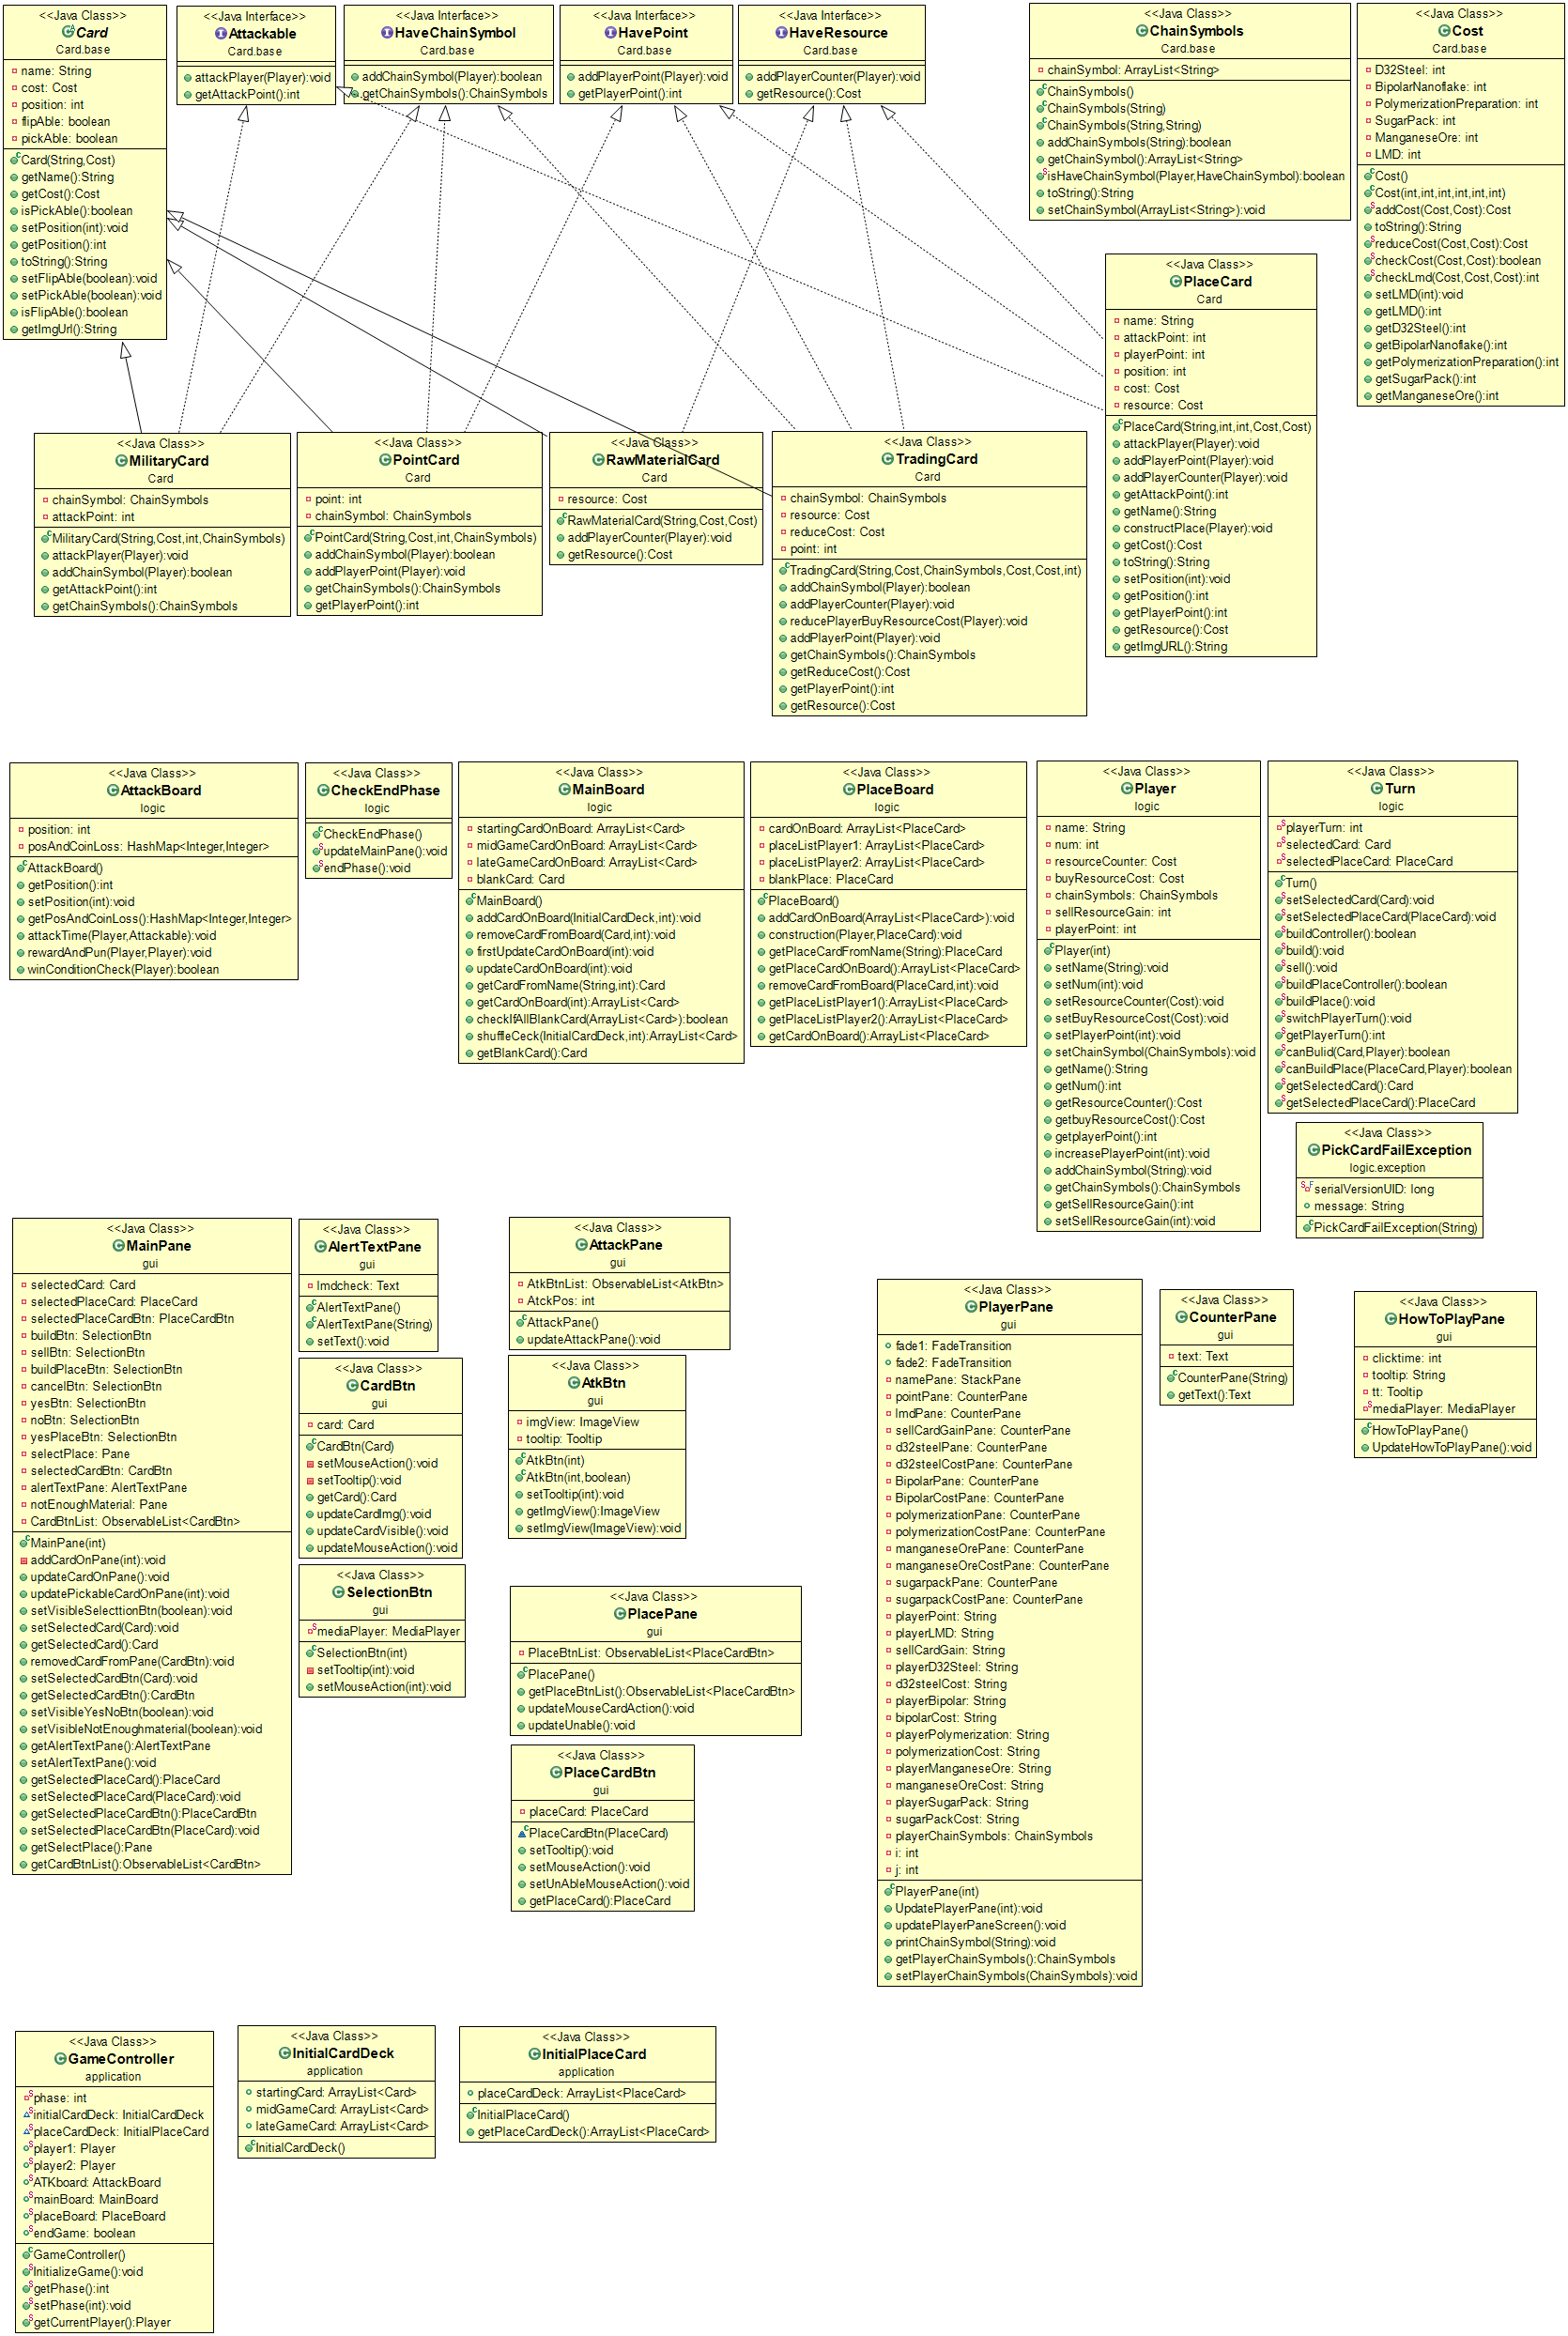 <<Java Class>>
Card
Card.base
name: String
cost: Cost
position: int
flipAble: boolean
pickAble: boolean
Card(String,Cost)
getName():String
getCost():Cost
isPickAble():boolean
setPosition(int):void
getPosition():int
toString():String
setFlipAble(boolean):void
setPickAble(boolean):void
isFlipAble():boolean
getImgUrl():String
<<Java Interface>>
Attackable
Card.base
attackPlayer(Player):void
getAttackPoint():int
<<Java Interface>>
HaveChainSymbol
Card.base
addChainSymbol(Player):boolean
getChainSymbols():ChainSymbols
<<Java Interface>>
HavePoint
Card.base
addPlayerPoint(Player):void
getPlayerPoint():int
<<Java Interface>>
HaveResource
Card.base
addPlayerCounter(Player):void
getResource():Cost
<<Java Class>>
ChainSymbols
Card.base
chainSymbol: ArrayList<String>
ChainSymbols()
ChainSymbols(String)
ChainSymbols(String,String)
addChainSymbols(String):boolean
getChainSymbol():ArrayList<String>
isHaveChainSymbol(Player,HaveChainSymbol):boolean
toString():String
setChainSymbol(ArrayList<String>):void
<<Java Class>>
Cost
Card.base
D32Steel: int
BipolarNanoflake: int
PolymerizationPreparation: int
SugarPack: int
ManganeseOre: int
LMD: int
Cost()
Cost(int,int,int,int,int,int)
addCost(Cost,Cost):Cost
toString():String
reduceCost(Cost,Cost):Cost
checkCost(Cost,Cost):boolean
checkLmd(Cost,Cost,Cost):int
setLMD(int):void
getLMD():int
getD32Steel():int
getBipolarNanoflake():int
getPolymerizationPreparation():int
getSugarPack():int
getManganeseOre():int
<<Java Class>>
PlaceCard
Card
name: String
attackPoint: int
playerPoint: int
position: int
cost: Cost
resource: Cost
PlaceCard(String,int,int,Cost,Cost)
attackPlayer(Player):void
addPlayerPoint(Player):void
addPlayerCounter(Player):void
getAttackPoint():int
getName():String
constructPlace(Player):void
getCost():Cost
toString():String
setPosition(int):void
getPosition():int
getPlayerPoint():int
getResource():Cost
getImgURL():String
<<Java Class>>
MilitaryCard
Card
chainSymbol: ChainSymbols
attackPoint: int
MilitaryCard(String,Cost,int,ChainSymbols)
attackPlayer(Player):void
addChainSymbol(Player):boolean
getAttackPoint():int
getChainSymbols():ChainSymbols
<<Java Class>>
PointCard
Card
point: int
chainSymbol: ChainSymbols
PointCard(String,Cost,int,ChainSymbols)
addChainSymbol(Player):boolean
addPlayerPoint(Player):void
getChainSymbols():ChainSymbols
getPlayerPoint():int
<<Java Class>>
RawMaterialCard
Card
resource: Cost
RawMaterialCard(String,Cost,Cost)
addPlayerCounter(Player):void
getResource():Cost
<<Java Class>>
TradingCard
Card
chainSymbol: ChainSymbols
resource: Cost
reduceCost: Cost
point: int
TradingCard(String,Cost,ChainSymbols,Cost,Cost,int)
addChainSymbol(Player):boolean
addPlayerCounter(Player):void
reducePlayerBuyResourceCost(Player):void
addPlayerPoint(Player):void
getChainSymbols():ChainSymbols
getReduceCost():Cost
getPlayerPoint():int
getResource():Cost
<<Java Class>>
AttackBoard
logic
position: int
posAndCoinLoss: HashMap<Integer,Integer>
AttackBoard()
getPosition():int
setPosition(int):void
getPosAndCoinLoss():HashMap<Integer,Integer>
attackTime(Player,Attackable):void
rewardAndPun(Player,Player):void
winConditionCheck(Player):boolean
<<Java Class>>
CheckEndPhase
logic
CheckEndPhase()
updateMainPane():void
endPhase():void
<<Java Class>>
MainBoard
logic
startingCardOnBoard: ArrayList<Card>
midGameCardOnBoard: ArrayList<Card>
lateGameCardOnBoard: ArrayList<Card>
blankCard: Card
MainBoard()
addCardOnBoard(InitialCardDeck,int):void
removeCardFromBoard(Card,int):void
firstUpdateCardOnBoard(int):void
updateCardOnBoard(int):void
getCardFromName(String,int):Card
getCardOnBoard(int):ArrayList<Card>
checkIfAllBlankCard(ArrayList<Card>):boolean
shuffleCeck(InitialCardDeck,int):ArrayList<Card>
getBlankCard():Card
<<Java Class>>
PlaceBoard
logic
cardOnBoard: ArrayList<PlaceCard>
placeListPlayer1: ArrayList<PlaceCard>
placeListPlayer2: ArrayList<PlaceCard>
blankPlace: PlaceCard
PlaceBoard()
addCardOnBoard(ArrayList<PlaceCard>):void
construction(Player,PlaceCard):void
getPlaceCardFromName(String):PlaceCard
getPlaceCardOnBoard():ArrayList<PlaceCard>
removeCardFromBoard(PlaceCard,int):void
getPlaceListPlayer1():ArrayList<PlaceCard>
getPlaceListPlayer2():ArrayList<PlaceCard>
getCardOnBoard():ArrayList<PlaceCard>
<<Java Class>>
Player
logic
name: String
num: int
resourceCounter: Cost
buyResourceCost: Cost
chainSymbols: ChainSymbols
sellResourceGain: int
playerPoint: int
Player(int)
setName(String):void
setNum(int):void
setResourceCounter(Cost):void
setBuyResourceCost(Cost):void
setPlayerPoint(int):void
setChainSymbol(ChainSymbols):void
getName():String
getNum():int
getResourceCounter():Cost
getbuyResourceCost():Cost
getplayerPoint():int
increasePlayerPoint(int):void
addChainSymbol(String):void
getChainSymbols():ChainSymbols
getSellResourceGain():int
setSellResourceGain(int):void
<<Java Class>>
Turn
logic
playerTurn: int
selectedCard: Card
selectedPlaceCard: PlaceCard
Turn()
setSelectedCard(Card):void
setSelectedPlaceCard(PlaceCard):void
buildController():boolean
build():void
sell():void
buildPlaceController():boolean
buildPlace():void
switchPlayerTurn():void
getPlayerTurn():int
canBulid(Card,Player):boolean
canBuildPlace(PlaceCard,Player):boolean
getSelectedCard():Card
getSelectedPlaceCard():PlaceCard
<<Java Class>>
PickCardFailException
logic.exception
serialVersionUID: long
message: String
PickCardFailException(String)
<<Java Class>>
MainPane
gui
selectedCard: Card
selectedPlaceCard: PlaceCard
selectedPlaceCardBtn: PlaceCardBtn
buildBtn: SelectionBtn
sellBtn: SelectionBtn
buildPlaceBtn: SelectionBtn
cancelBtn: SelectionBtn
yesBtn: SelectionBtn
noBtn: SelectionBtn
yesPlaceBtn: SelectionBtn
selectPlace: Pane
selectedCardBtn: CardBtn
alertTextPane: AlertTextPane
notEnoughMaterial: Pane
CardBtnList: ObservableList<CardBtn>
MainPane(int)
addCardOnPane(int):void
updateCardOnPane():void
updatePickableCardOnPane(int):void
setVisibleSelecttionBtn(boolean):void
setSelectedCard(Card):void
getSelectedCard():Card
removedCardFromPane(CardBtn):void
setSelectedCardBtn(Card):void
getSelectedCardBtn():CardBtn
setVisibleYesNoBtn(boolean):void
setVisibleNotEnoughmaterial(boolean):void
getAlertTextPane():AlertTextPane
setAlertTextPane():void
getSelectedPlaceCard():PlaceCard
setSelectedPlaceCard(PlaceCard):void
getSelectedPlaceCardBtn():PlaceCardBtn
setSelectedPlaceCardBtn(PlaceCard):void
getSelectPlace():Pane
getCardBtnList():ObservableList<CardBtn>
<<Java Class>>
AlertTextPane
gui
lmdcheck: Text
AlertTextPane()
AlertTextPane(String)
setText():void
<<Java Class>>
CardBtn
gui
card: Card
CardBtn(Card)
setMouseAction():void
setTooltip():void
getCard():Card
updateCardImg():void
updateCardVisible():void
updateMouseAction():void
<<Java Class>>
SelectionBtn
gui
mediaPlayer: MediaPlayer
SelectionBtn(int)
setTooltip(int):void
setMouseAction(int):void
<<Java Class>>
AttackPane
gui
AtkBtnList: ObservableList<AtkBtn>
AtckPos: int
AttackPane()
updateAttackPane():void
<<Java Class>>
AtkBtn
gui
imgView: ImageView
tooltip: Tooltip
AtkBtn(int)
AtkBtn(int,boolean)
setTooltip(int):void
getImgView():ImageView
setImgView(ImageView):void
<<Java Class>>
PlacePane
gui
PlaceBtnList: ObservableList<PlaceCardBtn>
PlacePane()
getPlaceBtnList():ObservableList<PlaceCardBtn>
updateMouseCardAction():void
updateUnable():void
<<Java Class>>
PlaceCardBtn
gui
placeCard: PlaceCard
PlaceCardBtn(PlaceCard)
setTooltip():void
setMouseAction():void
setUnAbleMouseAction():void
getPlaceCard():PlaceCard
<<Java Class>>
PlayerPane
gui
fade1: FadeTransition
fade2: FadeTransition
namePane: StackPane
pointPane: CounterPane
lmdPane: CounterPane
sellCardGainPane: CounterPane
d32steelPane: CounterPane
d32steelCostPane: CounterPane
BipolarPane: CounterPane
BipolarCostPane: CounterPane
polymerizationPane: CounterPane
polymerizationCostPane: CounterPane
manganeseOrePane: CounterPane
manganeseOreCostPane: CounterPane
sugarpackPane: CounterPane
sugarpackCostPane: CounterPane
playerPoint: String
playerLMD: String
sellCardGain: String
playerD32Steel: String
d32steelCost: String
playerBipolar: String
bipolarCost: String
playerPolymerization: String
polymerizationCost: String
playerManganeseOre: String
manganeseOreCost: String
playerSugarPack: String
sugarPackCost: String
playerChainSymbols: ChainSymbols
i: int
j: int
PlayerPane(int)
UpdatePlayerPane(int):void
updatePlayerPaneScreen():void
printChainSymbol(String):void
getPlayerChainSymbols():ChainSymbols
setPlayerChainSymbols(ChainSymbols):void
<<Java Class>>
CounterPane
gui
text: Text
CounterPane(String)
getText():Text
<<Java Class>>
HowToPlayPane
gui
clicktime: int
tooltip: String
tt: Tooltip
mediaPlayer: MediaPlayer
HowToPlayPane()
UpdateHowToPlayPane():void
<<Java Class>>
GameController
application
phase: int
initialCardDeck: InitialCardDeck
placeCardDeck: InitialPlaceCard
player1: Player
player2: Player
ATKboard: AttackBoard
mainBoard: MainBoard
placeBoard: PlaceBoard
endGame: boolean
GameController()
InitializeGame():void
getPhase():int
setPhase(int):void
getCurrentPlayer():Player
<<Java Class>>
InitialCardDeck
application
startingCard: ArrayList<Card>
midGameCard: ArrayList<Card>
lateGameCard: ArrayList<Card>
InitialCardDeck()
<<Java Class>>
InitialPlaceCard
application
placeCardDeck: ArrayList<PlaceCard>
InitialPlaceCard()
getPlaceCardDeck():ArrayList<PlaceCard>